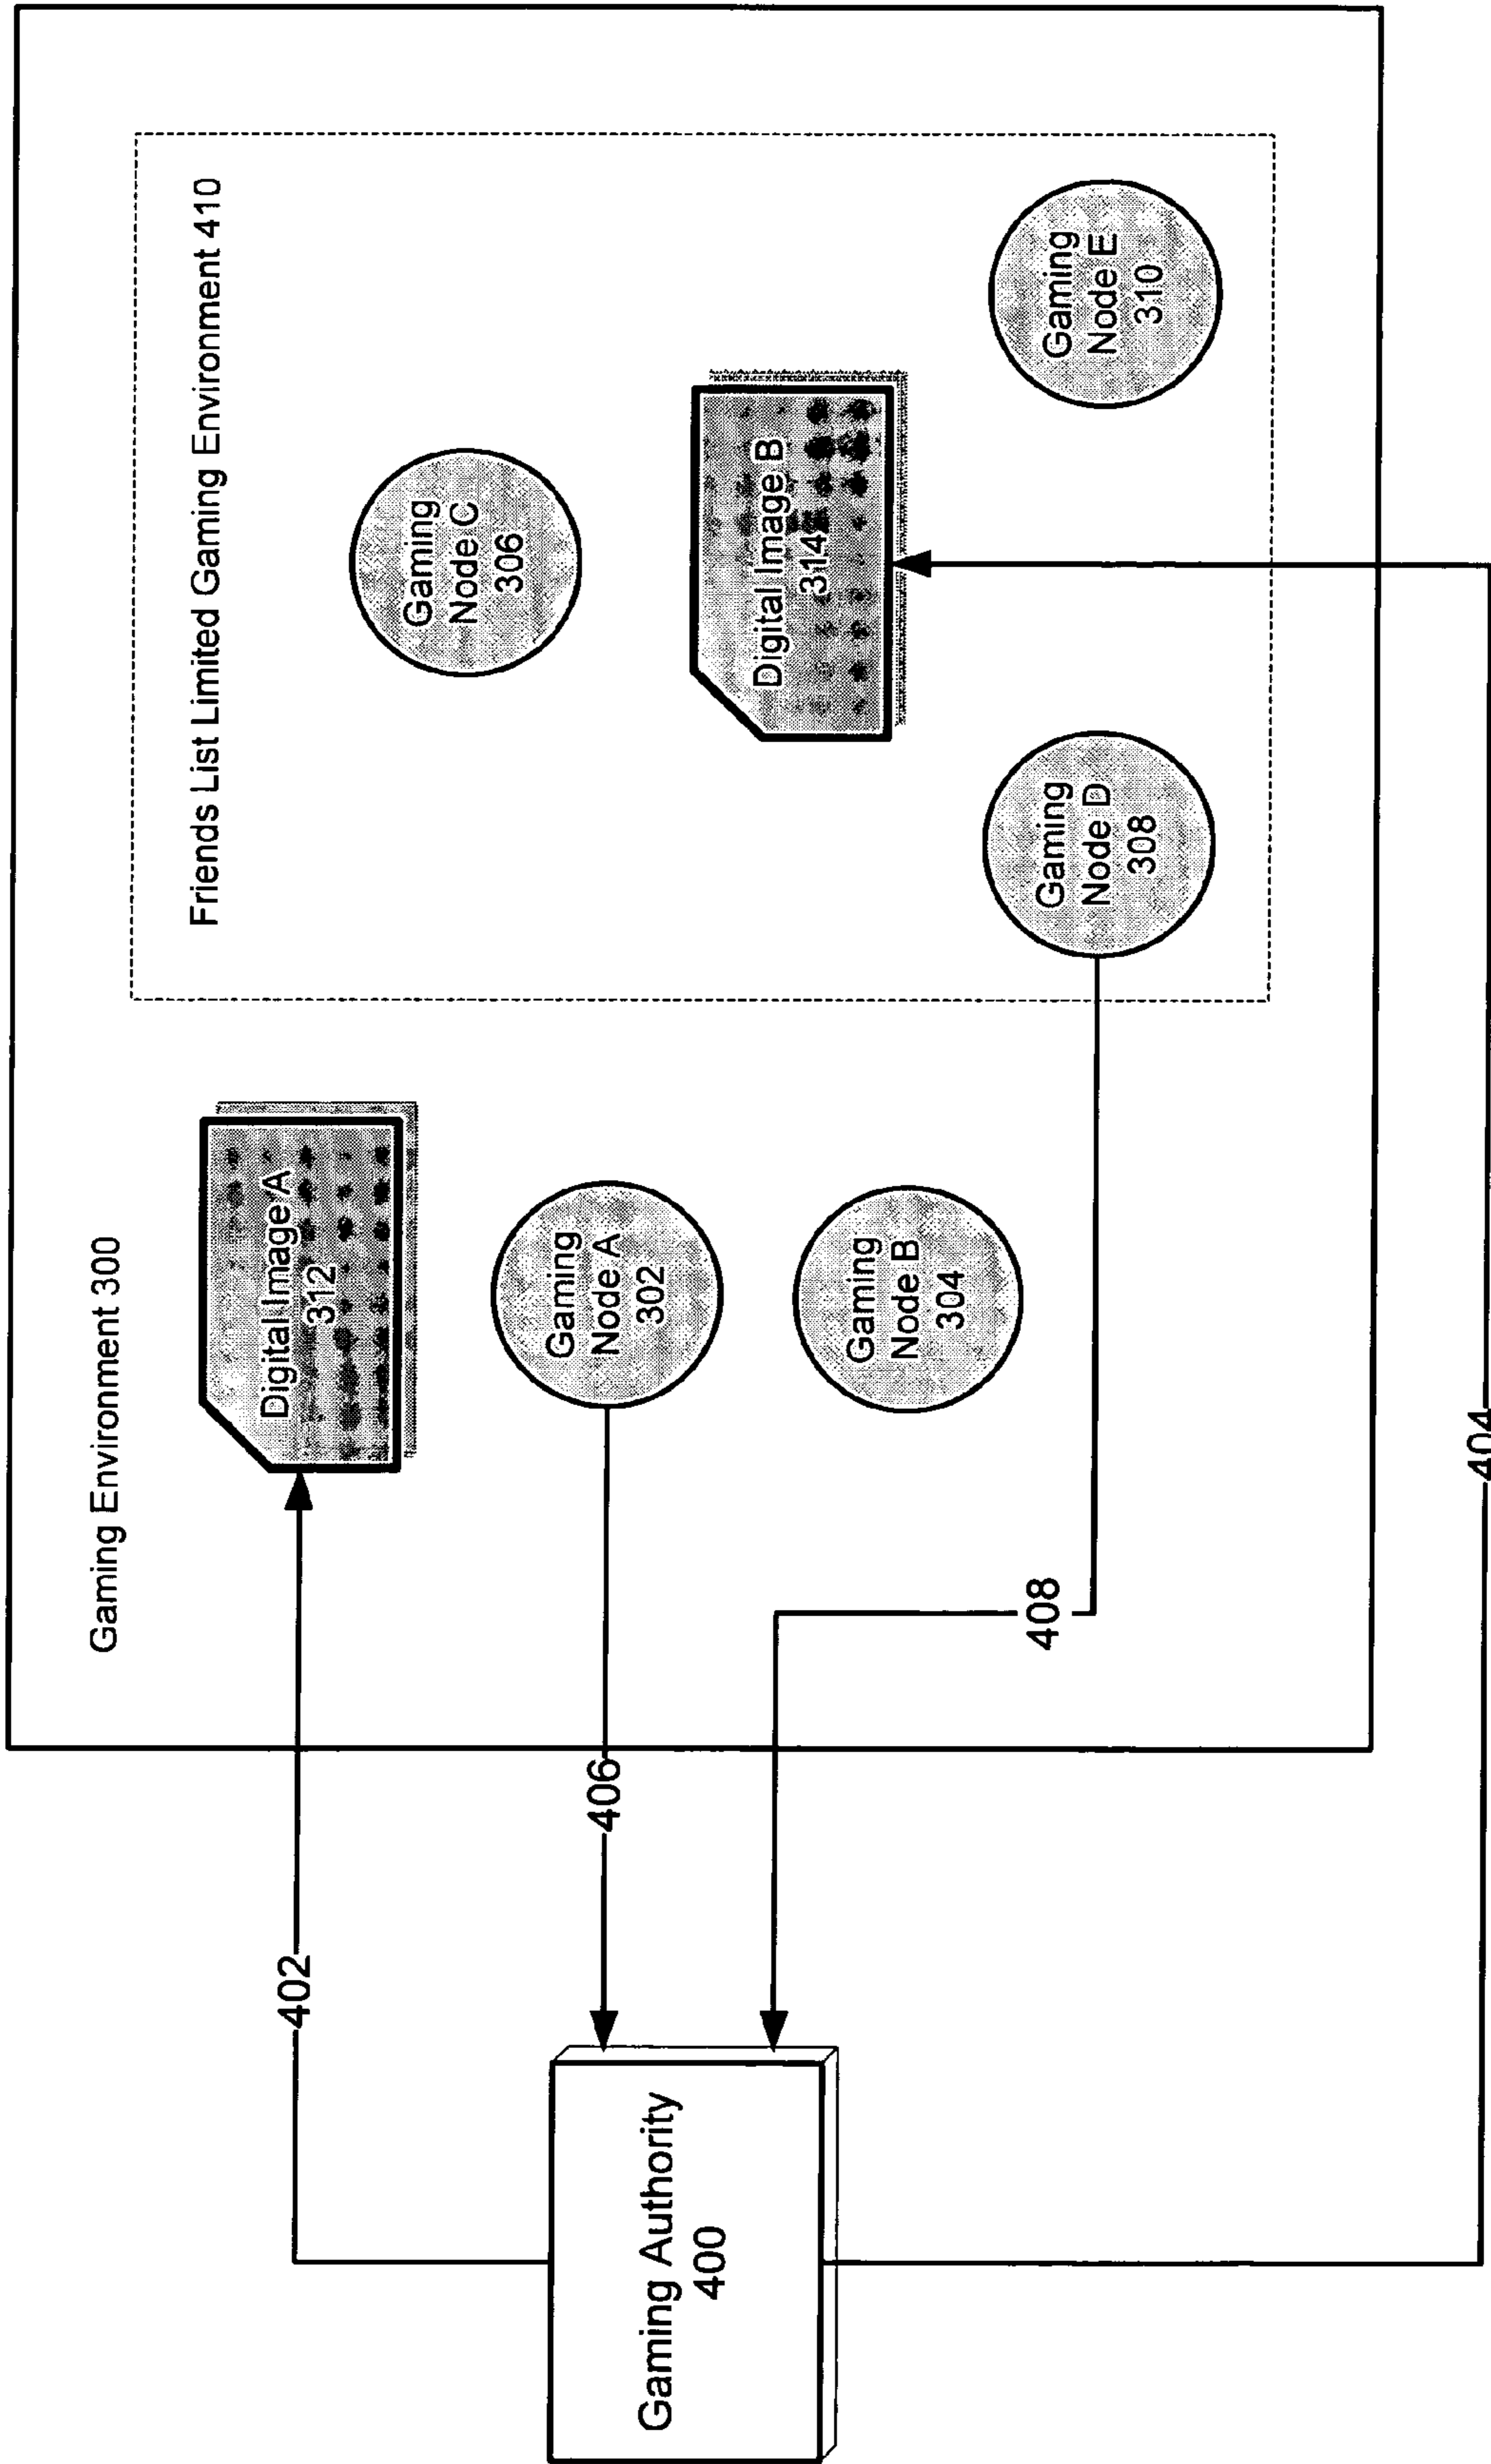 Gaming Environment 300
Friends List Limited Gaming Environment 410
Digital Image A
312
Gaming
Node C
306
402
Gaming
Node A
302
406
Digital Image B
314
Gaming Authority
400
Gaming
Node B
304
408
Gaming
Node D
308
Gaming
Node E
310
404